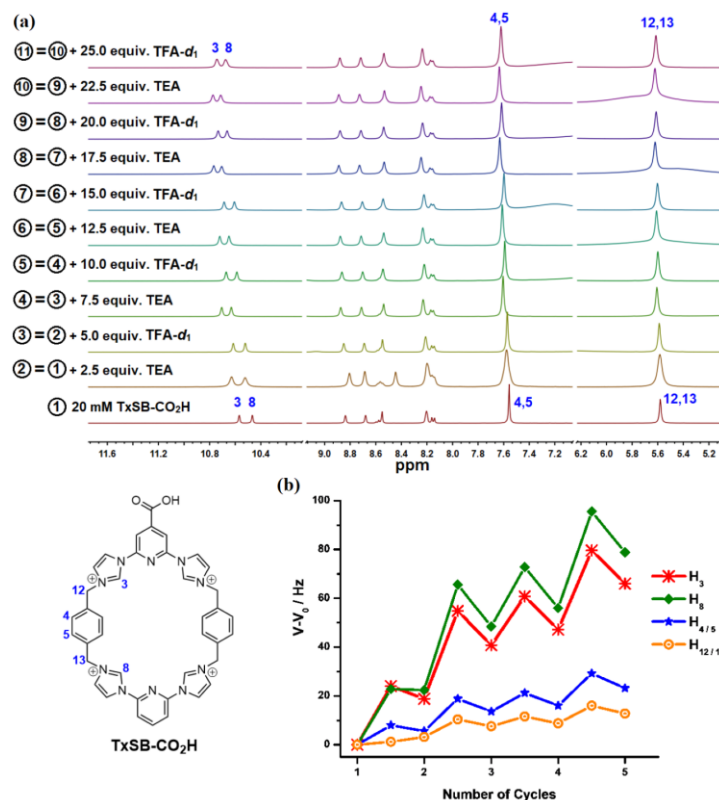 (a)
4,5
12,13
3 8
⑪ = ⑩ + 25.0 equiv. TFA-d₁
⑩ = ⑨ + 22.5 equiv. TEA
⑨ = ⑧ + 20.0 equiv. TFA-d₁
⑧ = ⑦ + 17.5 equiv. TEA
⑦ = ⑥ + 15.0 equiv. TFA-d₁
⑥ = ⑤ + 12.5 equiv. TEA
⑤ = ④ + 10.0 equiv. TFA-d₁
④ = ③ + 7.5 equiv. TEA
③ = ② + 5.0 equiv. TFA-d₁
② = ① + 2.5 equiv. TEA
3 8
① 20 mM TxSB-CO₂H
4,5
12,13
11.6 11.2 10.8 10.4 9.0 8.8 8.6 8.4 8.2 8.0 7.8 7.6 7.4 7.2 6.2 6.0 5.8 5.6 5.4 5.2
ppm
O OH
N N N N N
12 N⊕ 3 ⊕N
4
5
13
N⊕ 8 ⊕N
N N N N N
TxSB-CO₂H
(b)
100
80
60
40
20
0
V-V₀ / Hz
H₃
H₈
H₄/₅
H₁₂/₁
1 2 3 4 5
Number of Cycles